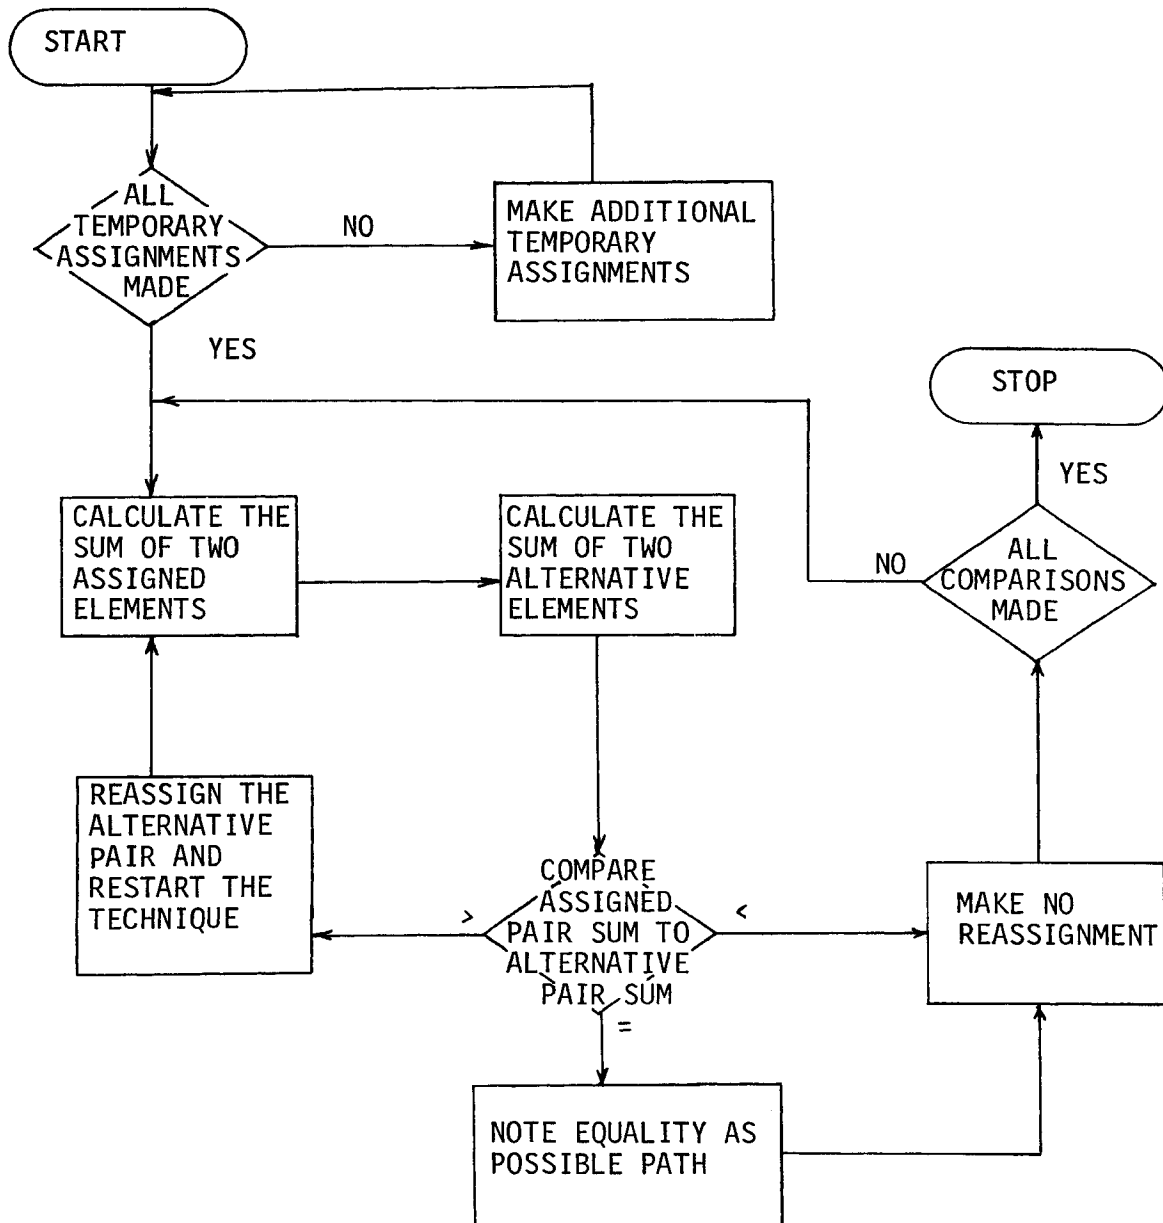 START
ALL
TEMPORARY
ASSIGNMENTS
MADE
NO
MAKE ADDITIONAL
TEMPORARY
ASSIGNMENTS
YES
STOP
YES
CALCULATE THE
SUM OF TWO
ASSIGNED
ELEMENTS
CALCULATE THE
SUM OF TWO
ALTERNATIVE
ELEMENTS
NO
ALL
COMPARISONS
MADE
REASSIGN THE
ALTERNATIVE
PAIR AND
RESTART THE
TECHNIQUE
>
COMPARE
ASSIGNED
PAIR SUM TO
ALTERNATIVE
PAIR SUM
<
MAKE NO
REASSIGNMENT
=
NOTE EQUALITY AS
POSSIBLE PATH